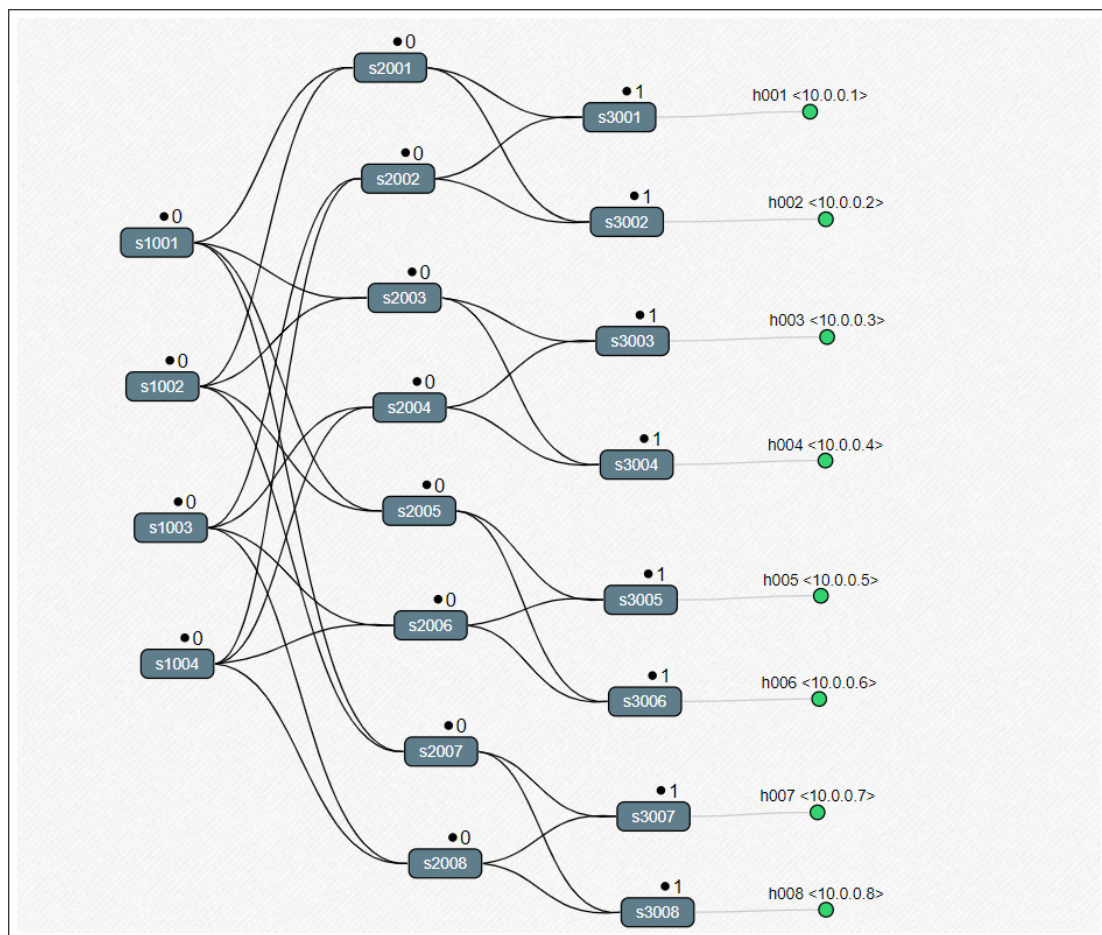 ● 0
s2001
● 1
s3001
h001 <10.0.0.1>
● 0
s2002
● 1
s3002
h002 <10.0.0.2>
● 0
s1001
● 0
s2003
● 1
s3003
h003 <10.0.0.3>
● 0
s1002
● 0
s2004
● 1
s3004
h004 <10.0.0.4>
● 0
s1003
● 0
s2005
● 1
s3005
h005 <10.0.0.5>
● 0
s1004
● 0
s2006
● 1
s3006
h006 <10.0.0.6>
● 0
s2007
● 1
s3007
h007 <10.0.0.7>
● 0
s2008
● 1
s3008
h008 <10.0.0.8>